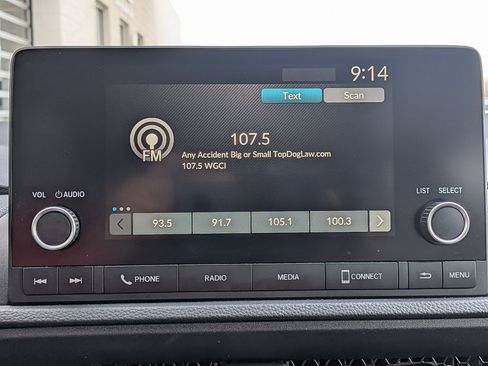 9:14
Text Scan
FM
107.5
Any Accident Big or Small TopDogLaw.com
107.5 WGCI
VOL AUDIO
LIST SELECT
93.5 91.7 105.1 100.3
PHONE RADIO MEDIA CONNECT MENU